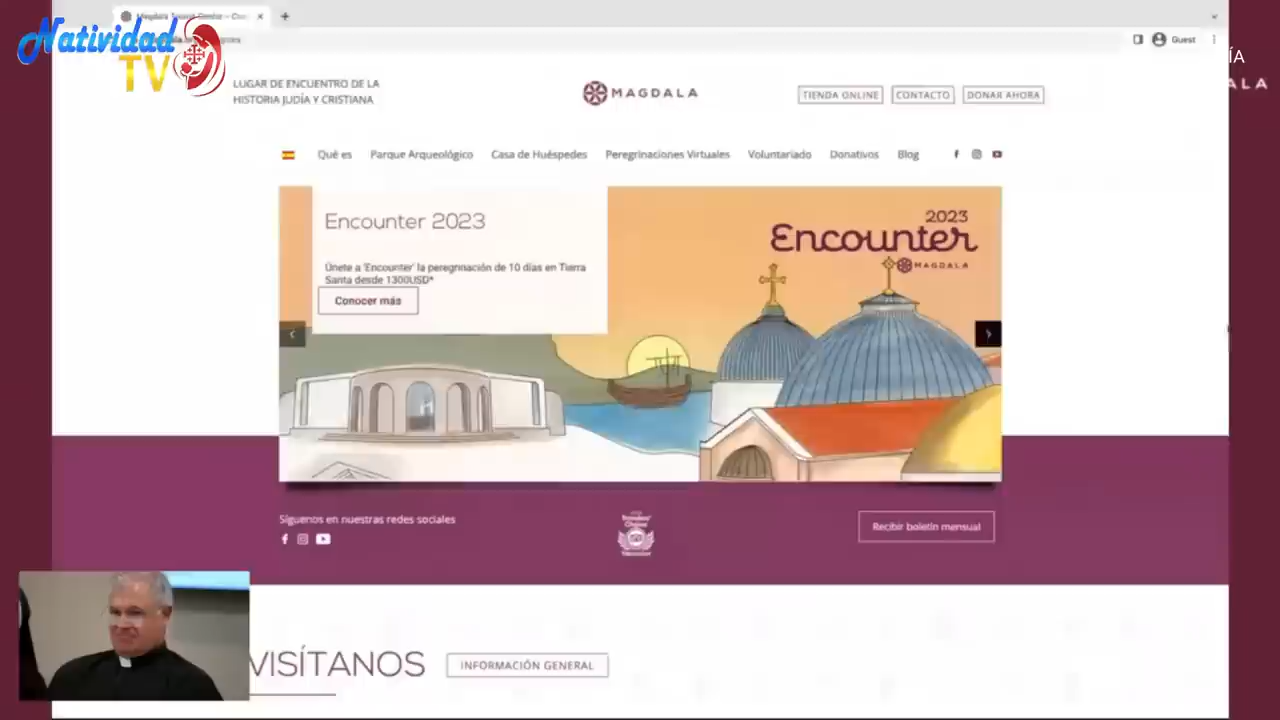 Guest
Natividad
TV
ÍA
ALA
LUGAR DE ENCUENTRO DE LA
HISTORIA JUDÍA Y CRISTIANA
MAGDALA
TIENDA ONLINE
CONTACTO
DONAR AHORA
Qué es
Parque Arqueológico
Casa de Huéspedes
Peregrinaciones Virtuales
Voluntariado
Donativos
Blog
Encounter 2023
Únete a 'Encounter' la peregrinación de 10 días en Tierra
Santa desde 1300USD*
Conocer más
2023
Encounter
MAGDALA
Síguenos en nuestras redes sociales
Recibir boletín mensual
VISÍTANOS
INFORMACIÓN GENERAL